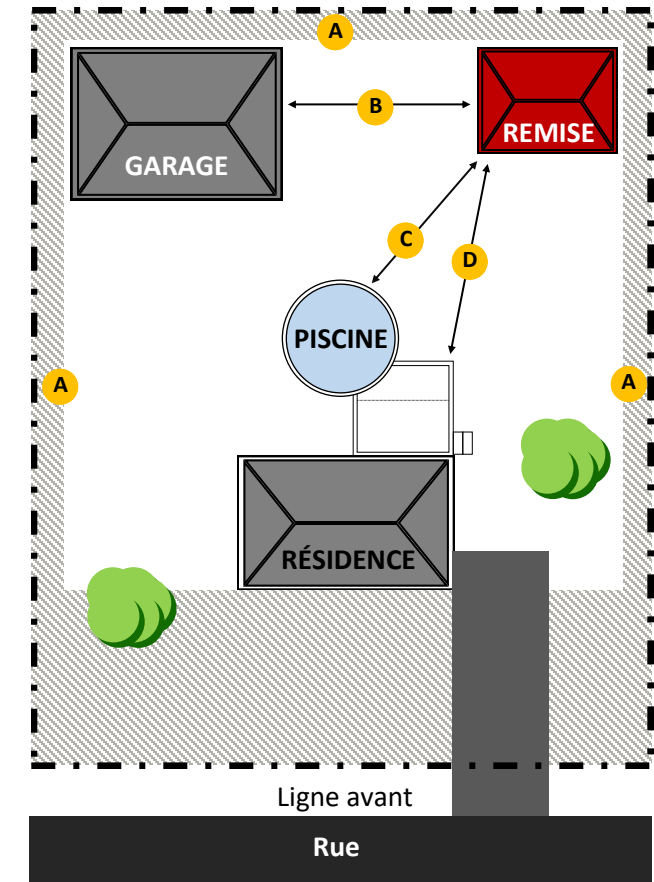 A
B
REMISE
GARAGE
C
D
PISCINE
A
A
RÉSIDENCE
Ligne avant
Rue